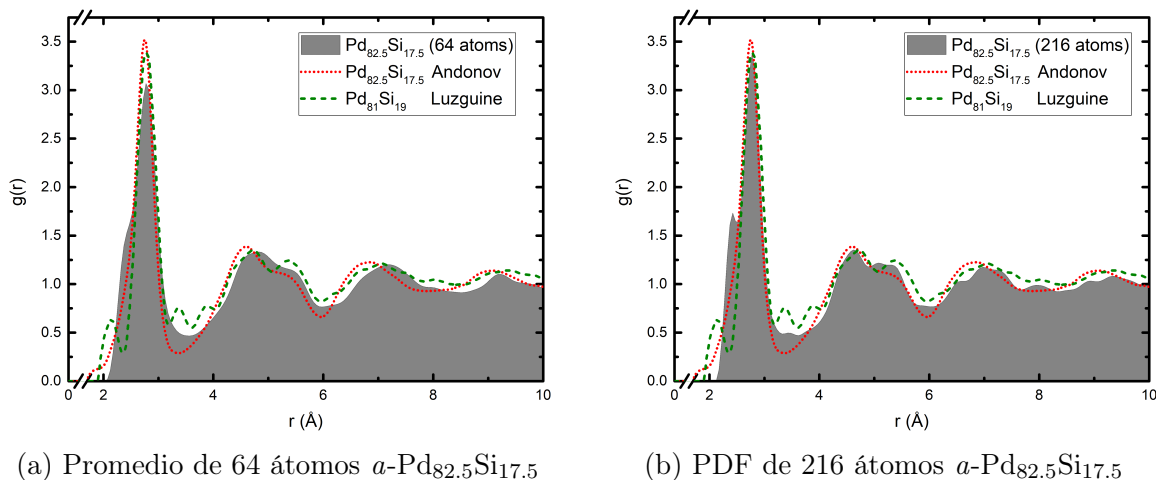 3.5
3.0
2.5
2.0
1.5
1.0
0.5
0.0
g(r)
Pd82.5Si17.5 (64 atoms)
Pd82.5Si17.5 Andonov
Pd81Si19 Luzguine
0 2 4 6 8 10
r (Å)
(a) Promedio de 64 átomos a-Pd82.5Si17.5
3.5
3.0
2.5
2.0
1.5
1.0
0.5
0.0
g(r)
Pd82.5Si17.5 (216 atoms)
Pd82.5Si17.5 Andonov
Pd81Si19 Luzguine
0 2 4 6 8 10
r (Å)
(b) PDF de 216 átomos a-Pd82.5Si17.5